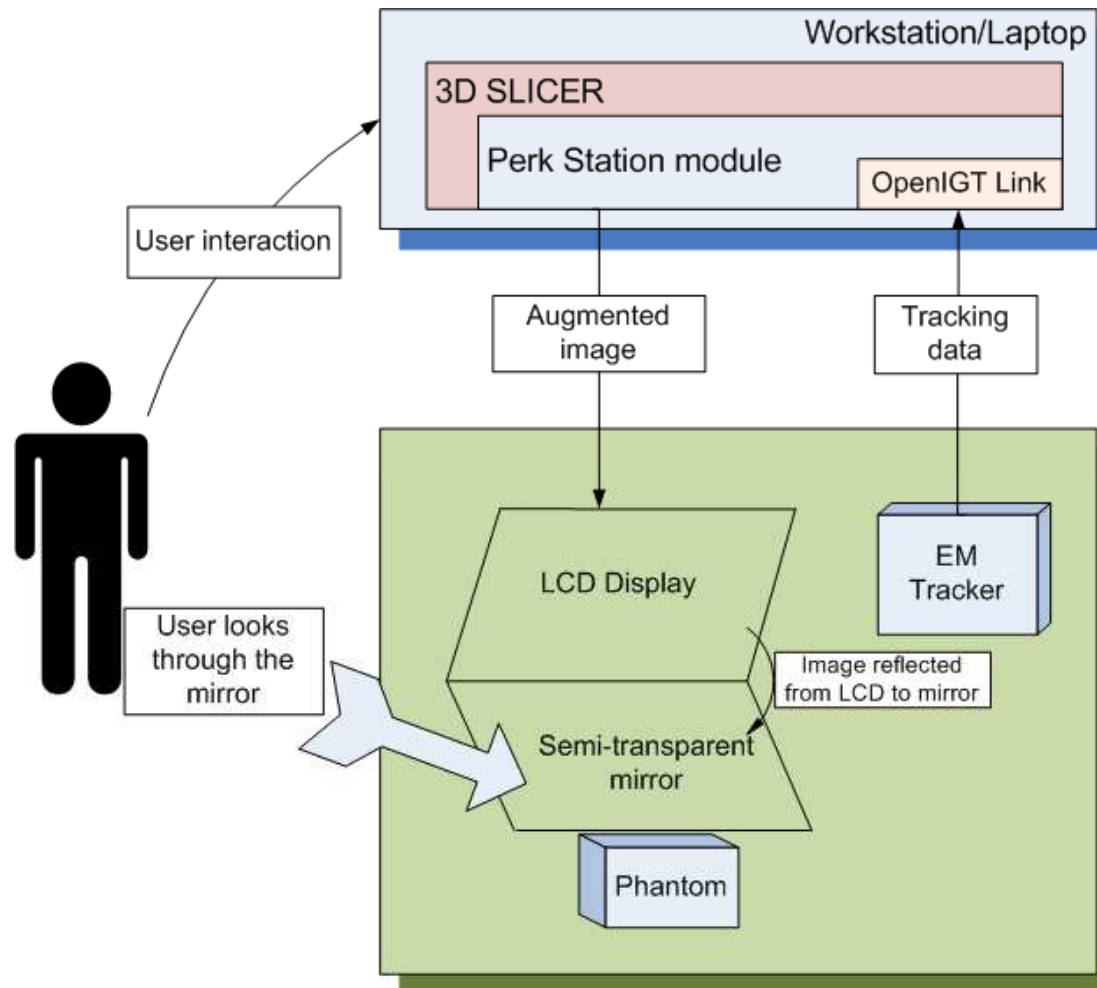 Workstation/Laptop
3D SLICER
Perk Station module
OpenIGT Link
User interaction
Augmented
image
Tracking
data
LCD Display
EM
Tracker
User looks
through the
mirror
Image reflected
from LCD to mirror
Semi-transparent
mirror
Phantom